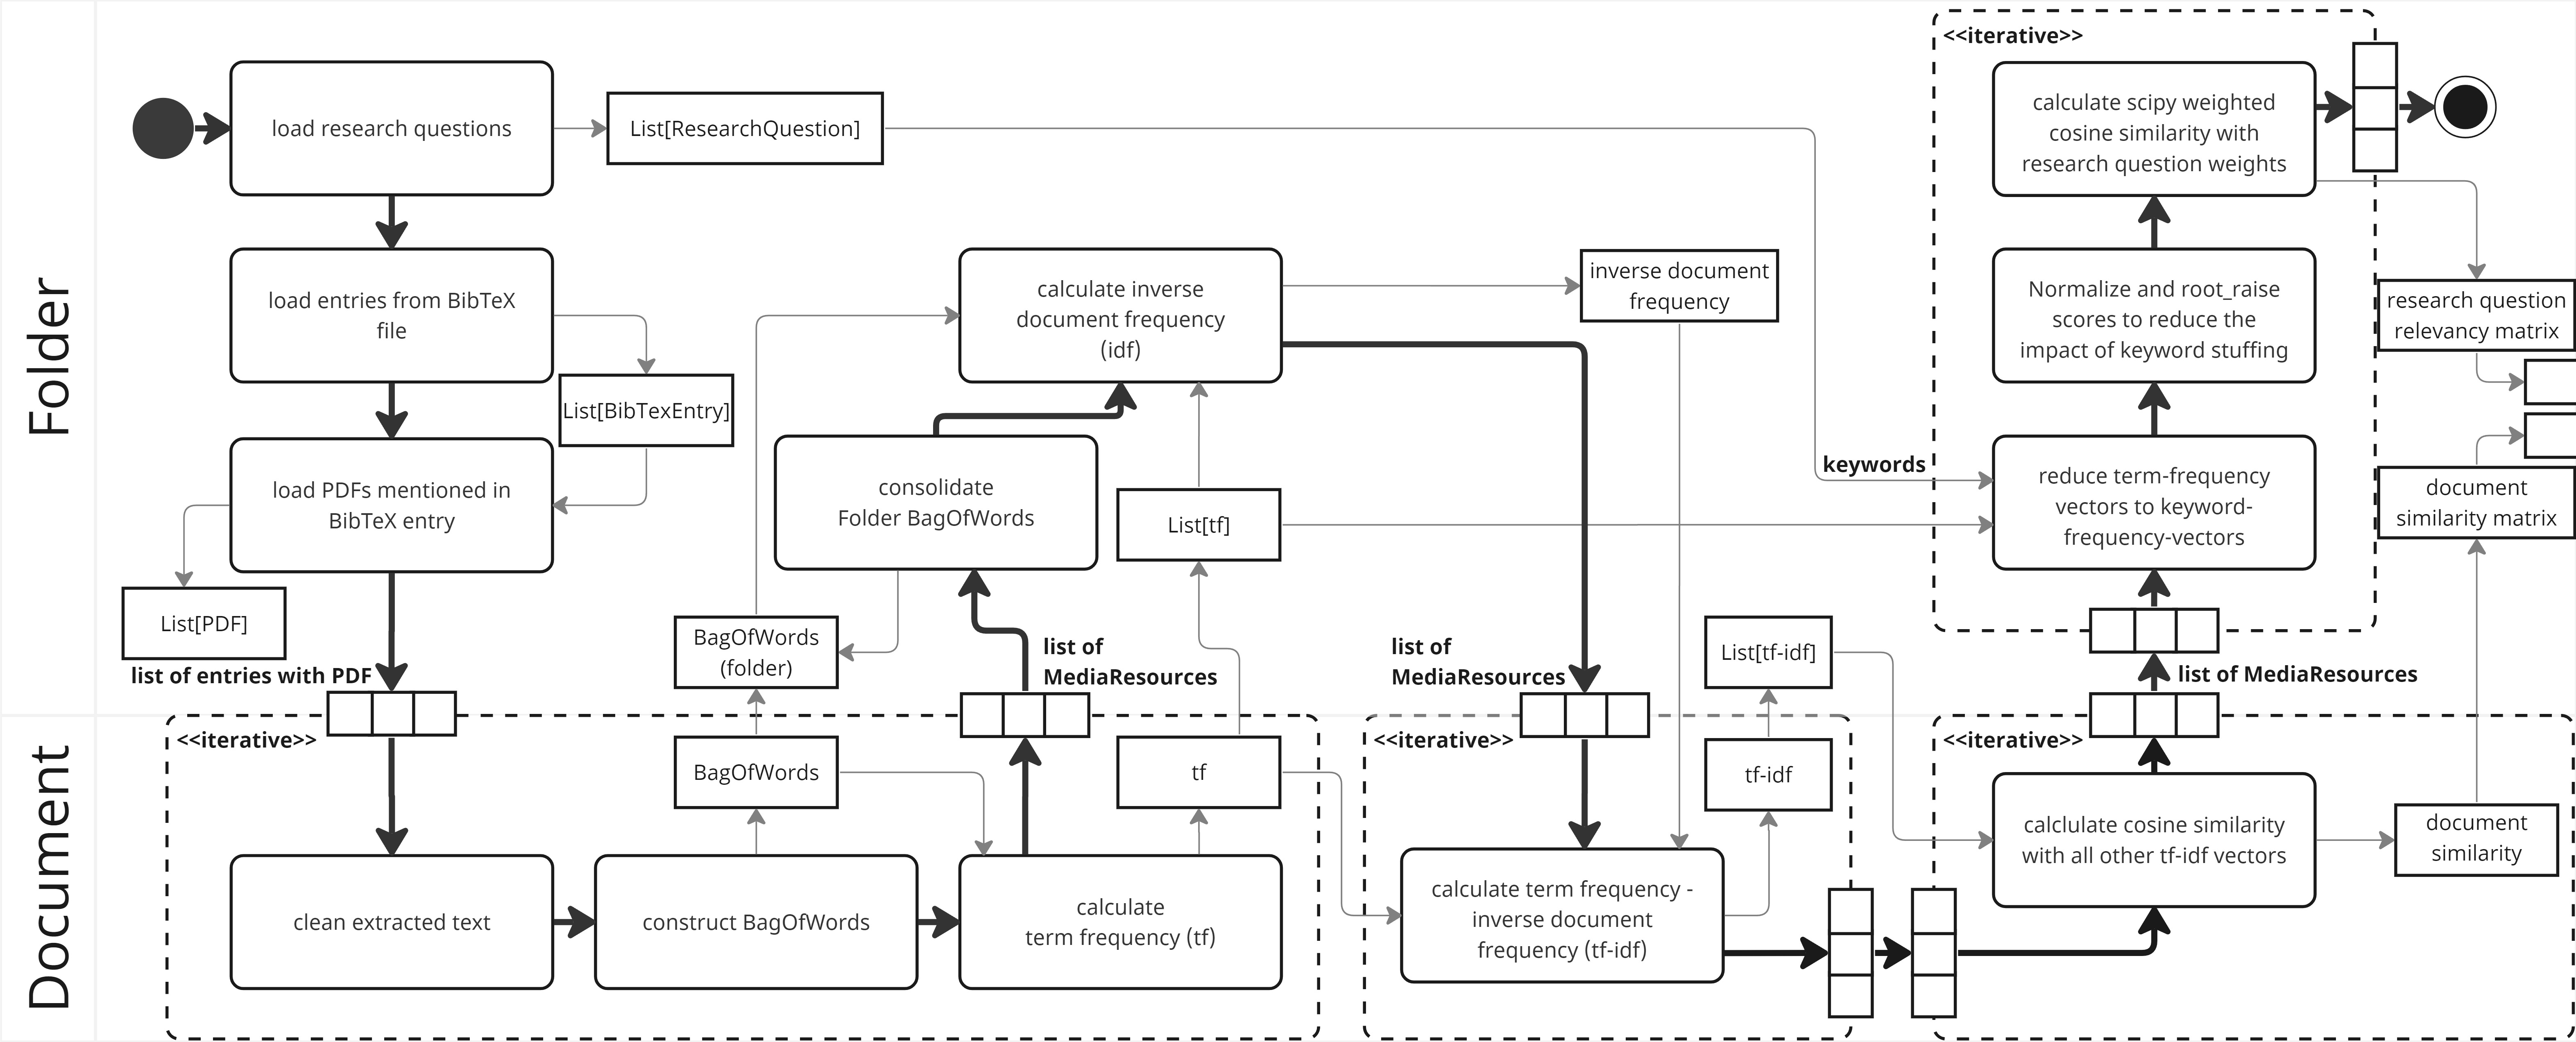 Folder
load research questions
List[ResearchQuestion]
load entries from BibTeX
file
List[BibTexEntry]
load PDFs mentioned in
BibTeX entry
List[PDF]
list of entries with PDF
calculate inverse
document frequency
(idf)
inverse document
frequency
consolidate
Folder BagOfWords
List[tf]
BagOfWords
(folder)
list of
MediaResources
list of
MediaResources
List[tf-idf]
keywords
<<iterative>>
calculate scipy weighted
cosine similarity with
research question weights
Normalize and root_raise
scores to reduce the
impact of keyword stuffing
reduce term-frequency
vectors to keyword-
frequency-vectors
research question
relevancy matrix
document
similarity matrix
list of MediaResources
Document
<<iterative>>
BagOfWords
tf
clean extracted text
construct BagOfWords
calculate
term frequency (tf)
<<iterative>>
tf-idf
calculate term frequency -
inverse document
frequency (tf-idf)
<<iterative>>
calclulate cosine similarity
with all other tf-idf vectors
document
similarity